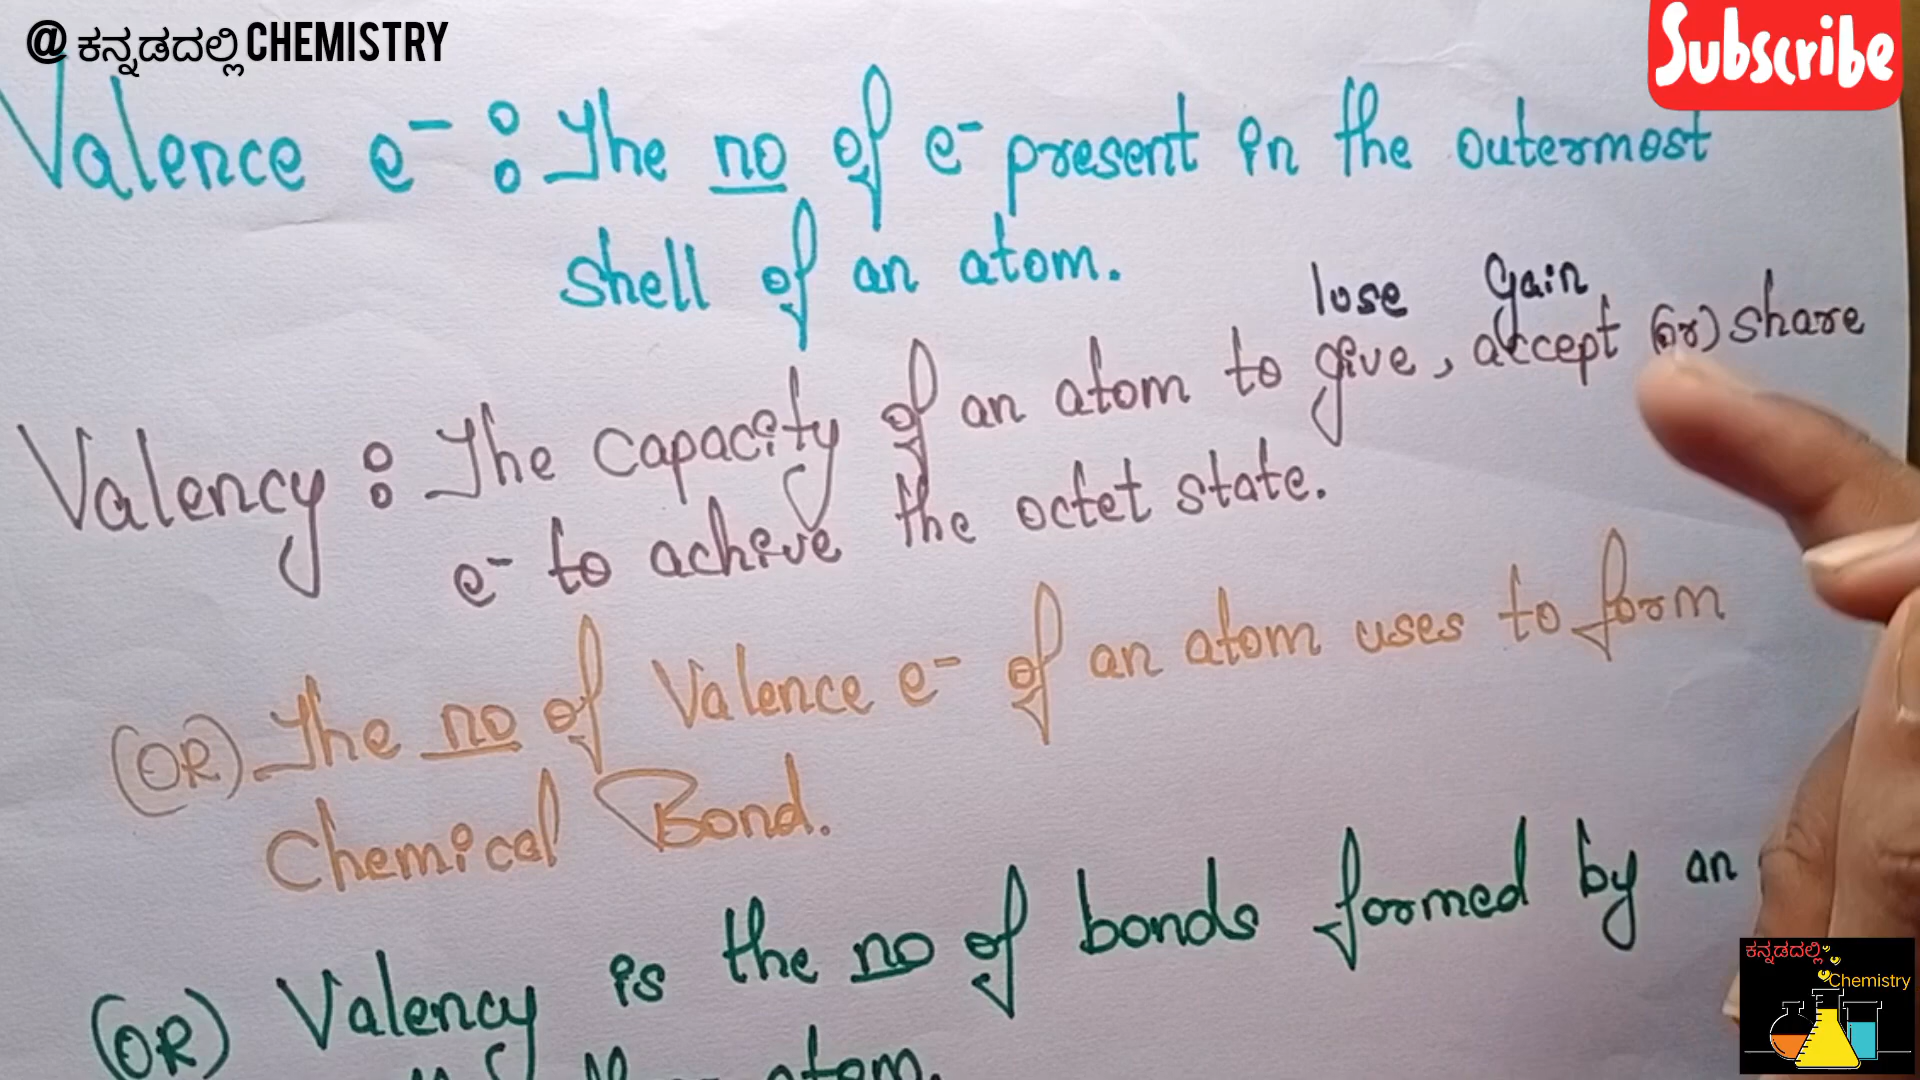 @ ಕನ್ನಡದಲ್ಲಿ CHEMISTRY
Subscribe
Valence e⁻ : The no of e⁻ present in the outermost
shell of an atom.
lose Gain
Valency : The capacity of an atom to give, accept (or) share
e⁻ to achive the octet state.
(OR) The no of Valence e⁻ of an atom uses to form
Chemical Bond.
(OR) Valency is the no of bonds formed by an
atom.
ಕನ್ನಡದಲ್ಲಿ
Chemistry